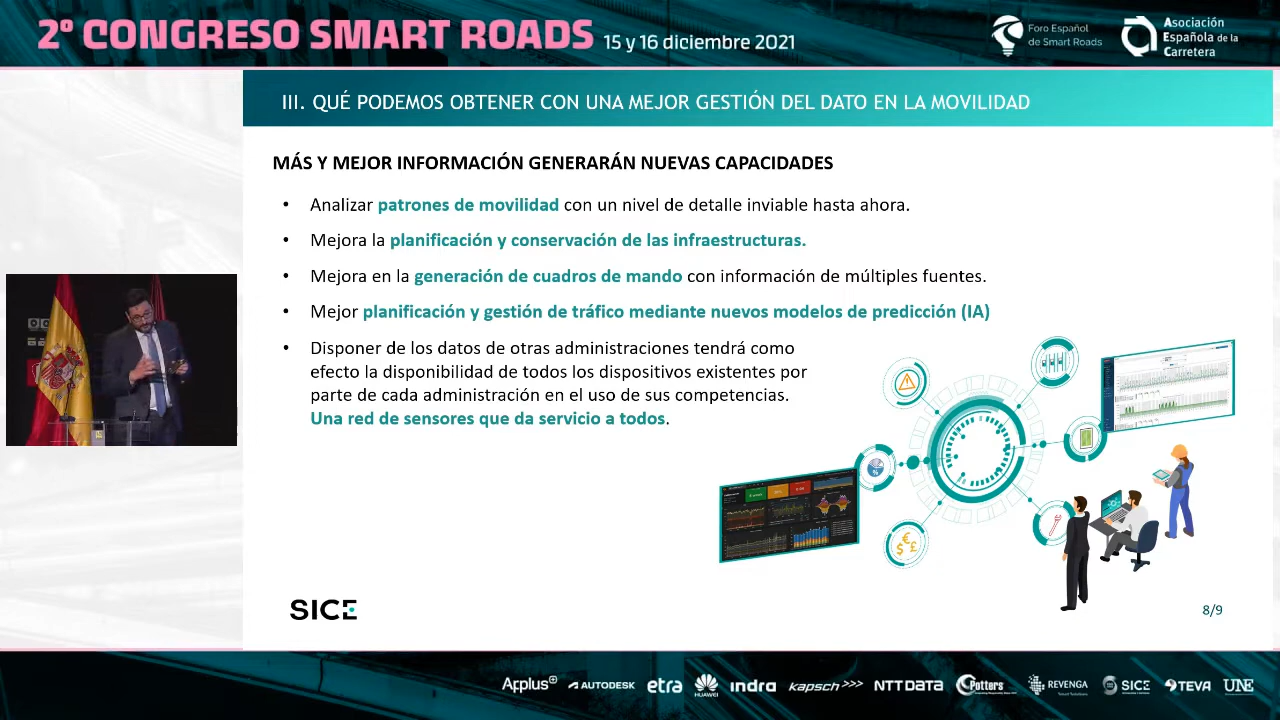 2º CONGRESO SMART ROADS 15 y 16 diciembre 2021
Foro Español
de Smart Roads
Asociación
Española de la
Carretera
III. QUÉ PODEMOS OBTENER CON UNA MEJOR GESTIÓN DEL DATO EN LA MOVILIDAD
MÁS Y MEJOR INFORMACIÓN GENERARÁN NUEVAS CAPACIDADES
• Analizar patrones de movilidad con un nivel de detalle inviable hasta ahora.
• Mejora la planificación y conservación de las infraestructuras.
• Mejora en la generación de cuadros de mando con información de múltiples fuentes.
• Mejor planificación y gestión de tráfico mediante nuevos modelos de predicción (IA)
• Disponer de los datos de otras administraciones tendrá como
efecto la disponibilidad de todos los dispositivos existentes por
parte de cada administración en el uso de sus competencias.
Una red de sensores que da servicio a todos.
%
$ € £
SICE
8/9
Applus+ AUTODESK etra HUAWEI indra kapsch>>> NTT DATA Potters REVENGA SICE TEVA UNE